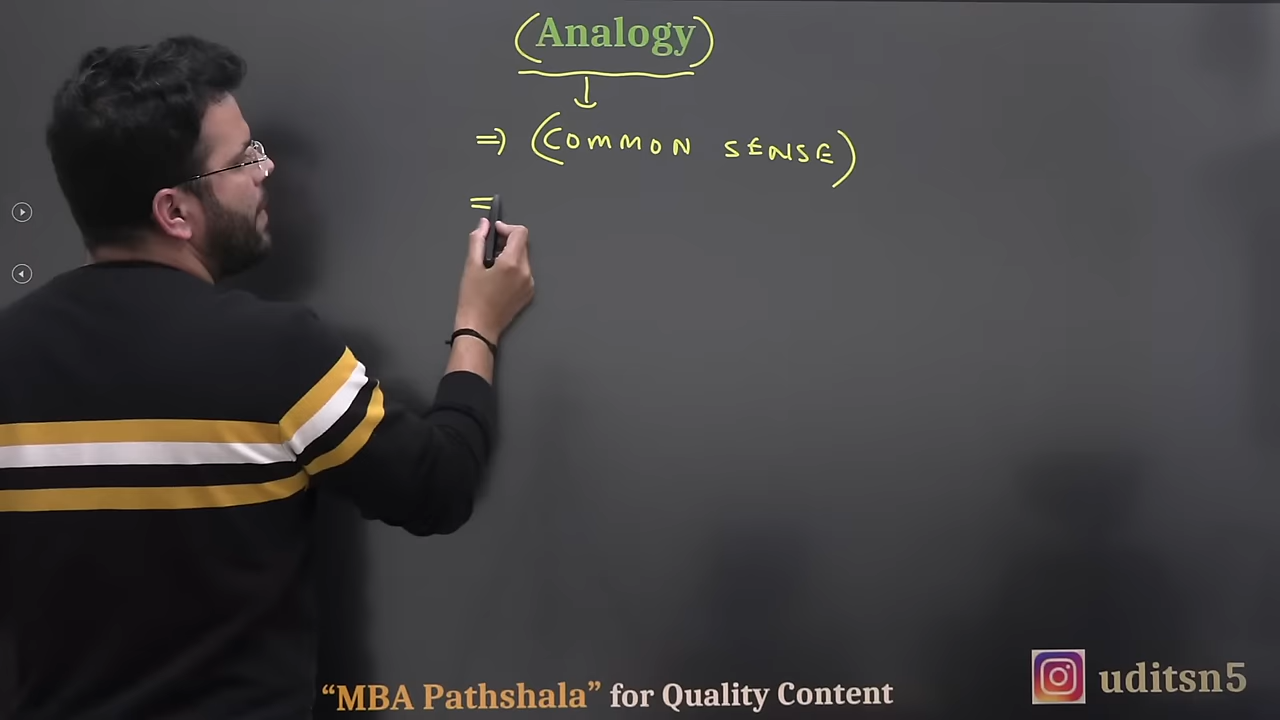 (Analogy)
⇒ (COMMON SENSE)
=
“MBA Pathshala” for Quality Content
uditsn5